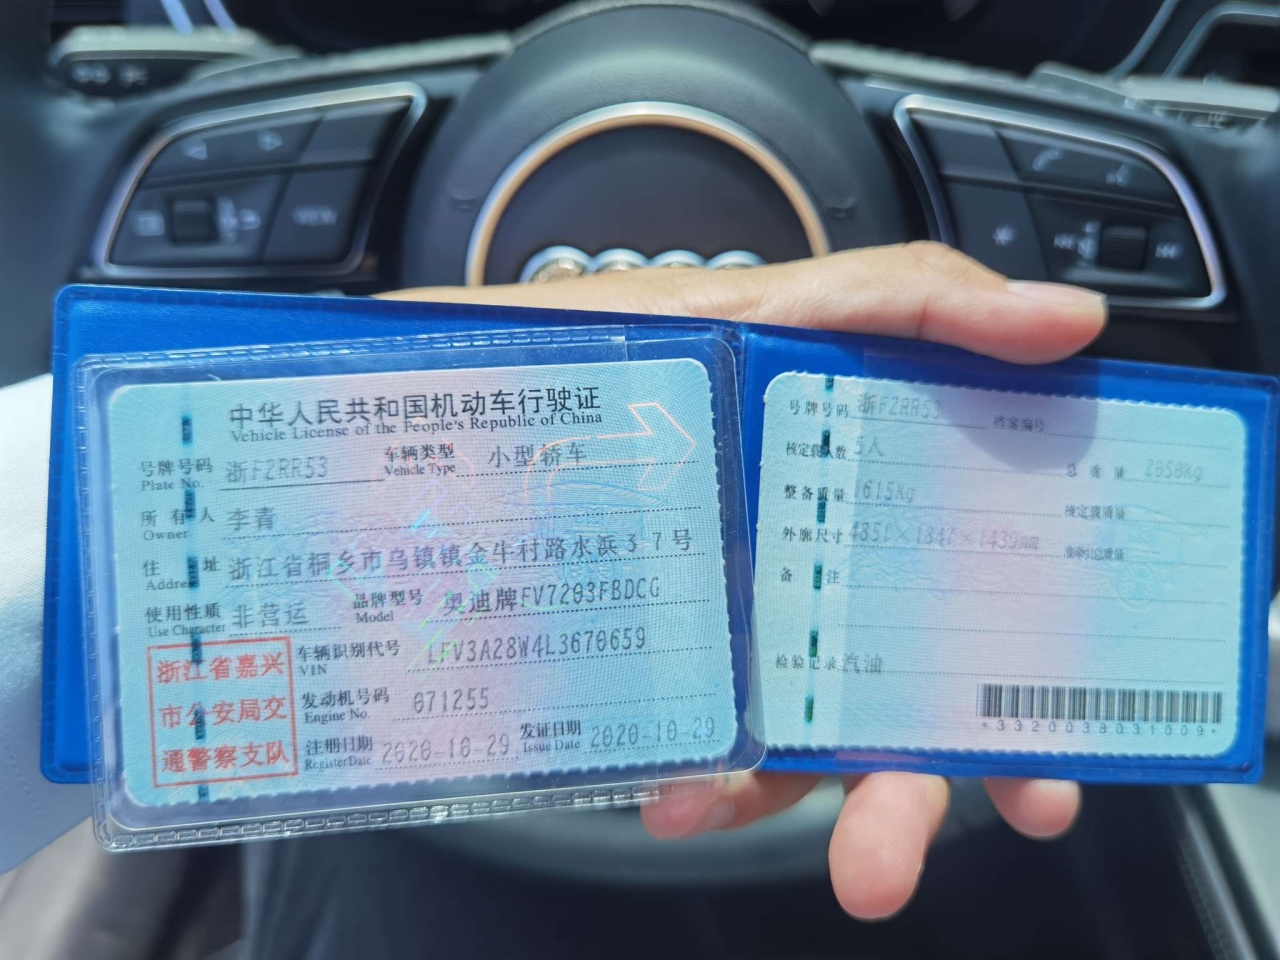 VIEW
中华人民共和国机动车行驶证
Vehicle License of the People's Republic of China
号牌号码 浙F2RR53 车辆类型 小型轿车
Plate No. Vehicle Type
所有人 李青
Owner
住址 浙江省桐乡市乌镇镇金牛村路水浜37号
Address
使用性质 非营运 品牌型号 奥迪牌FV7203FBDCG
Use Character Model
车辆识别代号 LFV3A28W4L3670659
VIN
发动机号码 071255
Engine No.
注册日期 2020-10-29 发证日期 2020-10-29
Register Date Issue Date
浙江省嘉兴
市公安局交
通警察支队
号牌号码 浙F2RR53 档案编号
核定载人数 5人 总质量 2050kg
整备质量 1615kg 核定载质量
外廓尺寸 4851×1847×1439mm 准牵引总质量
备注
检验记录 汽油
*3320038031009*